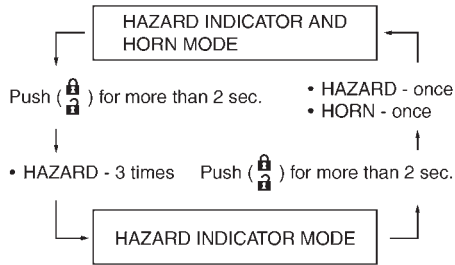 HAZARD INDICATOR AND
HORN MODE
Push ( ) for more than 2 sec.
• HAZARD - once
• HORN - once
• HAZARD - 3 times
Push ( ) for more than 2 sec.
HAZARD INDICATOR MODE